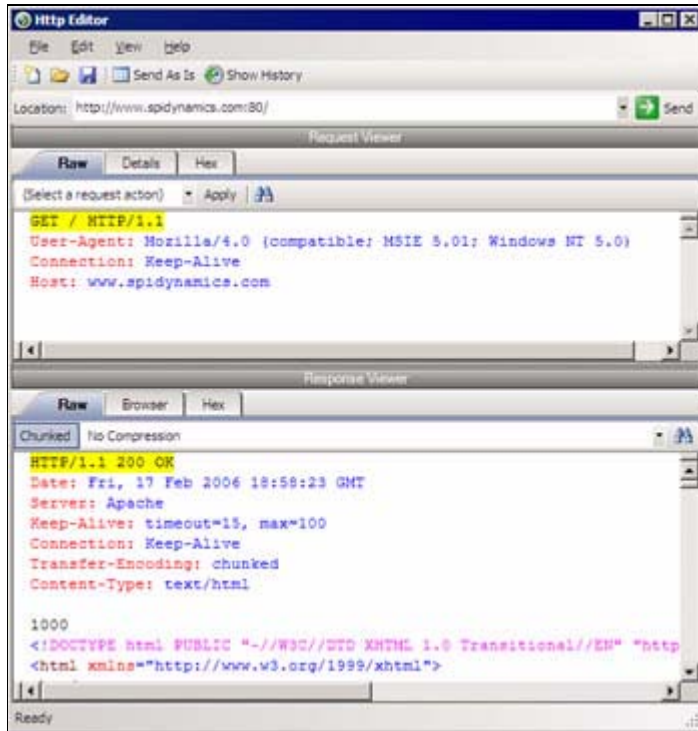 Http Editor
File Edit View Help
Send As Is Show History
Location: http://www.spidynamics.com:80/ Send
Request Viewer
Raw Details Hex
(Select a request action) Apply
GET / HTTP/1.1
User-Agent: Mozilla/4.0 (compatible; MSIE 5.01; Windows NT 5.0)
Connection: Keep-Alive
Host: www.spidynamics.com
Response Viewer
Raw Browser Hex
Chunked No Compression
HTTP/1.1 200 OK
Date: Fri, 17 Feb 2006 18:58:23 GMT
Server: Apache
Keep-Alive: timeout=15, max=100
Connection: Keep-Alive
Transfer-Encoding: chunked
Content-Type: text/html
1000
<!DOCTYPE html PUBLIC "-//W3C//DTD XHTML 1.0 Transitional//EN" "http
<html xmlns="http://www.w3.org/1999/xhtml">
Ready